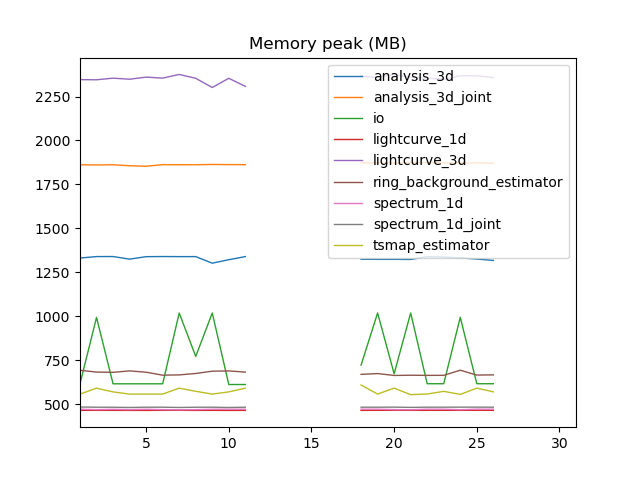 Memory peak (MB)
2250
2000
1750
1500
1250
1000
750
500
5
10
15
20
25
30
analysis_3d
analysis_3d_joint
io
lightcurve_1d
lightcurve_3d
ring_background_estimator
spectrum_1d
spectrum_1d_joint
tsmap_estimator